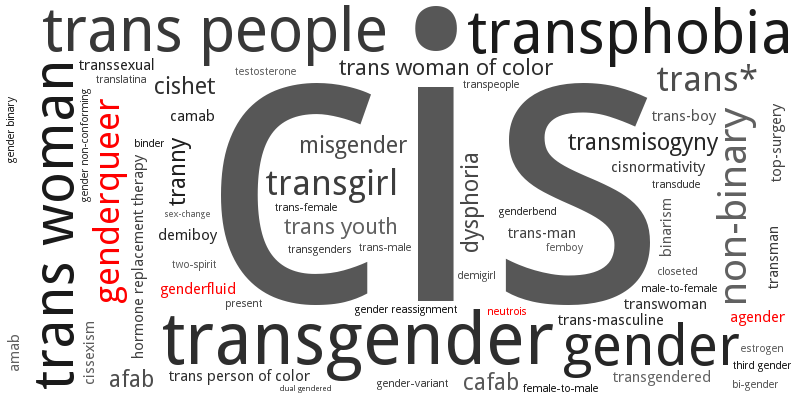 trans people
transphobia
transsexual
translatina
testosterone
trans woman of color
transpeople
trans*
cishet
camab
trans-boy
gender binary
trans woman
gender non-conforming
genderqueer
binder
hormone replacement therapy
tranny
CIS
misgender
transgirl
trans-female
trans youth
transgenders
trans-male
dysphoria
transmisogyny
cisnormativity
transdude
genderbend
trans-man
femboy
binarism
non-binary
top-surgery
transman
sex-change
demiboy
two-spirit
genderfluid
present
demigirl
closeted
male-to-female
transwoman
gender reassignment
neutrois
trans-masculine
agender
amab
cissexism
transgender
gender
estrogen
third gender
afab
trans person of color
dual gendered
gender-variant
cafab
female-to-male
transgendered
bi-gender